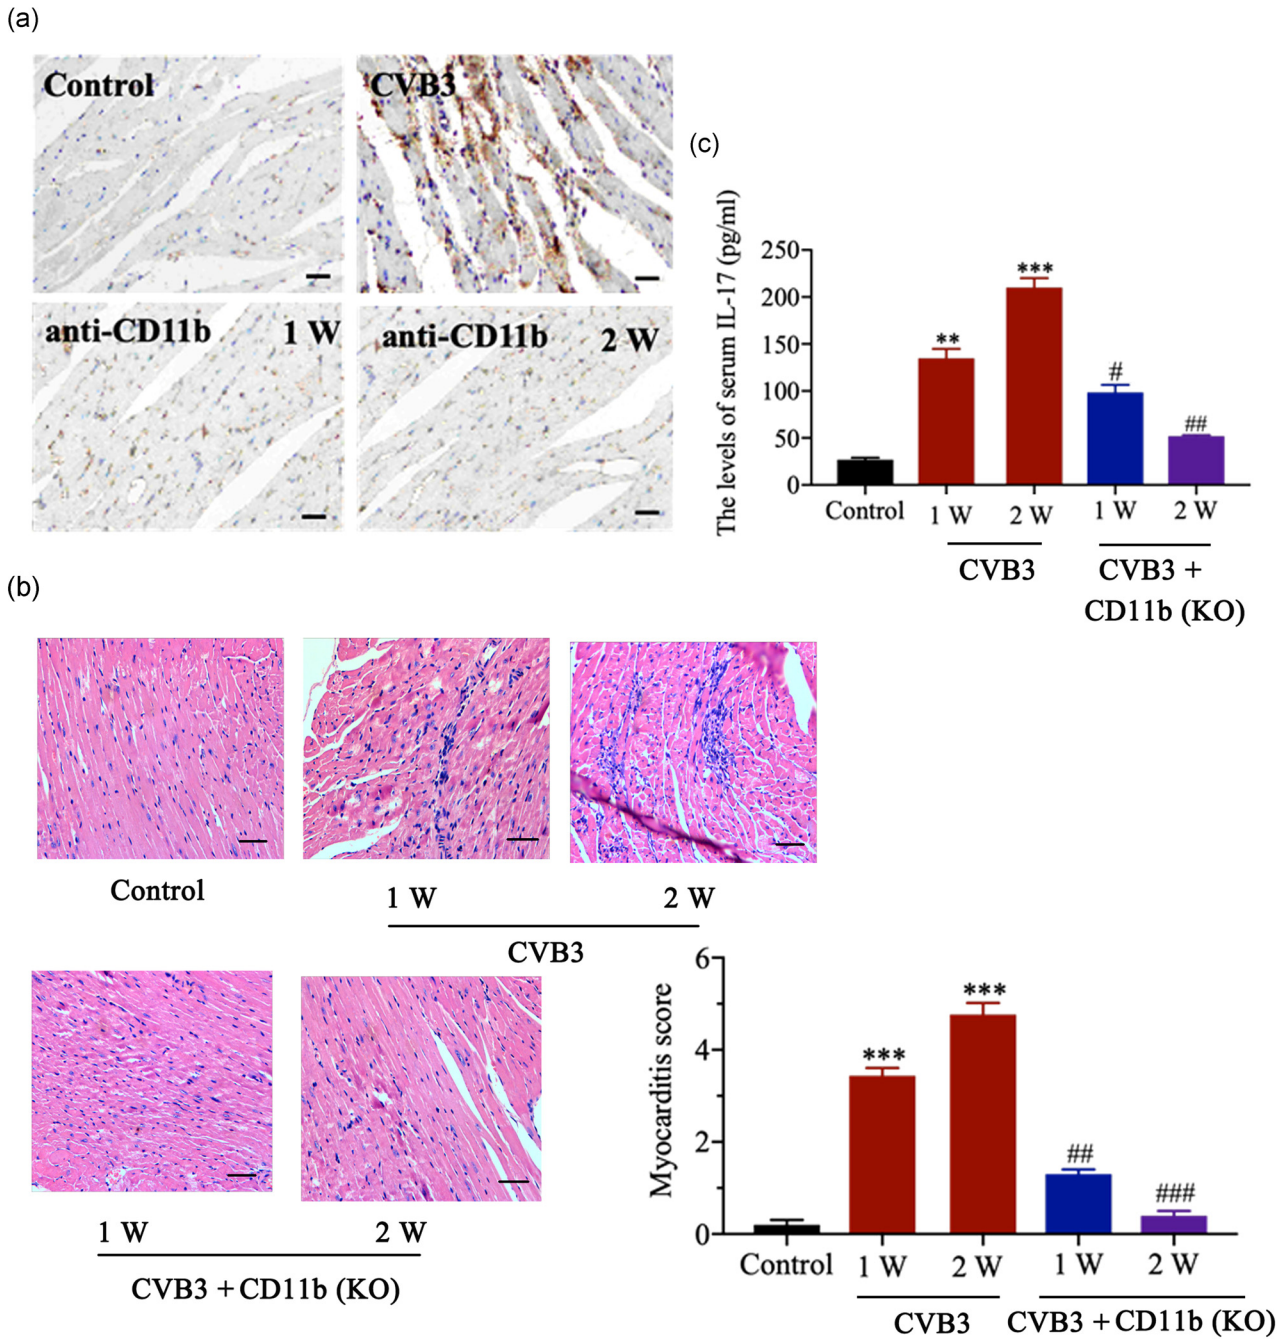 (a)
Control
CVB3
anti-CD11b 1 W
anti-CD11b 2 W
(c)
The levels of serum IL-17 (pg/ml)
250
200
150
100
50
0
**
***
#
##
Control
1 W
2 W
1 W
2 W
CVB3
CVB3 +
CD11b (KO)
(b)
Control
1 W
2 W
CVB3
1 W
2 W
CVB3 + CD11b (KO)
Myocarditis score
6
4
2
0
***
***
##
###
Control
1 W
2 W
1 W
2 W
CVB3
CVB3 + CD11b (KO)